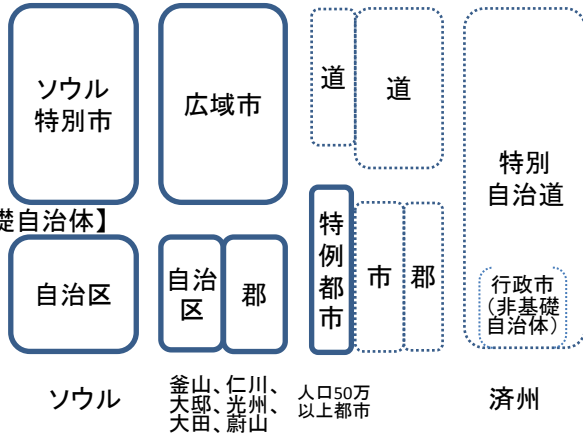 ソウル
特別市
広域市
道
道
特別
自治道
礎自治体】
自治区
自治
区
郡
特
例
都
市
市
郡
行政市
(非基礎
自治体)
ソウル
釜山、仁川、
大邱、光州、
大田、蔚山
人口50万
以上都市
済州